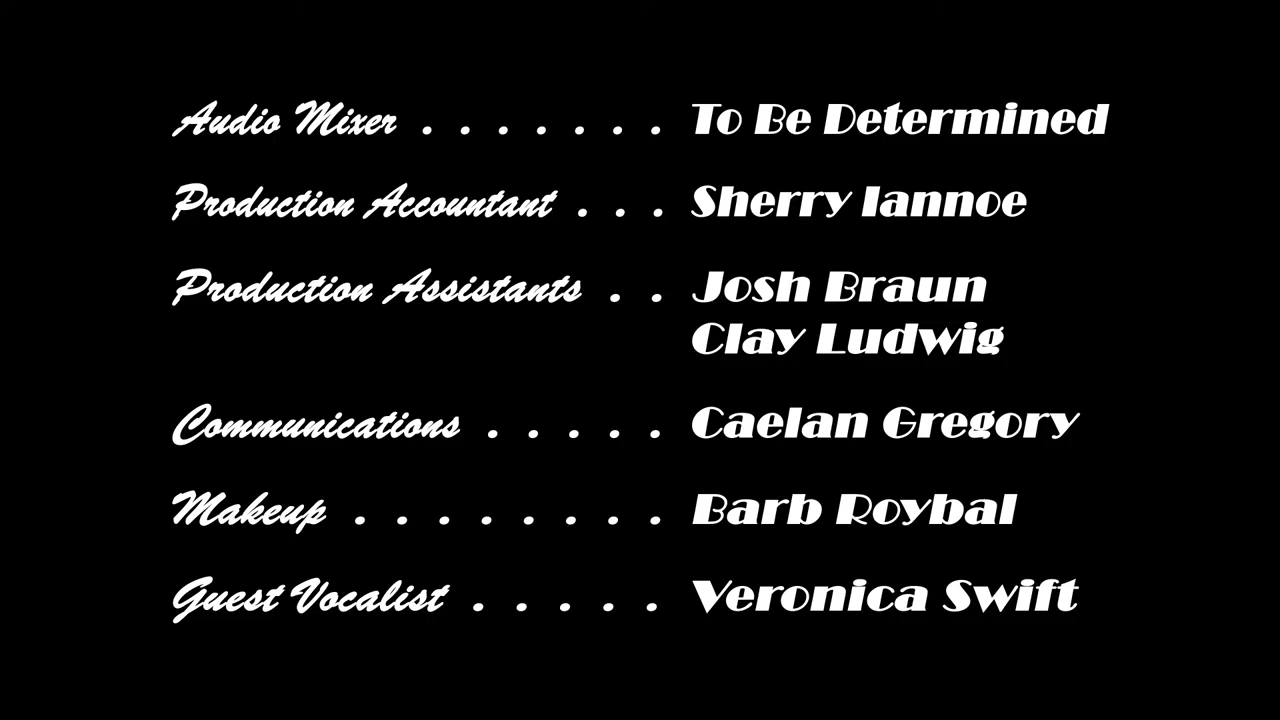 Audio Mixer . . . . . . . To Be Determined
Production Accountant . . . Sherry Iannoe
Production Assistants . . Josh Braun
Clay Ludwig
Communications . . . . . Caelan Gregory
Makeup . . . . . . . . Barb Roybal
Guest Vocalist . . . . . Veronica Swift